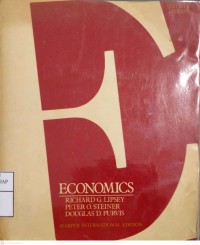 E
ECONOMICS
RICHARD G. LIPSEY
PETER O. STEINER
DOUGLAS D. PURVIS
HARPER INTERNATIONAL EDITION